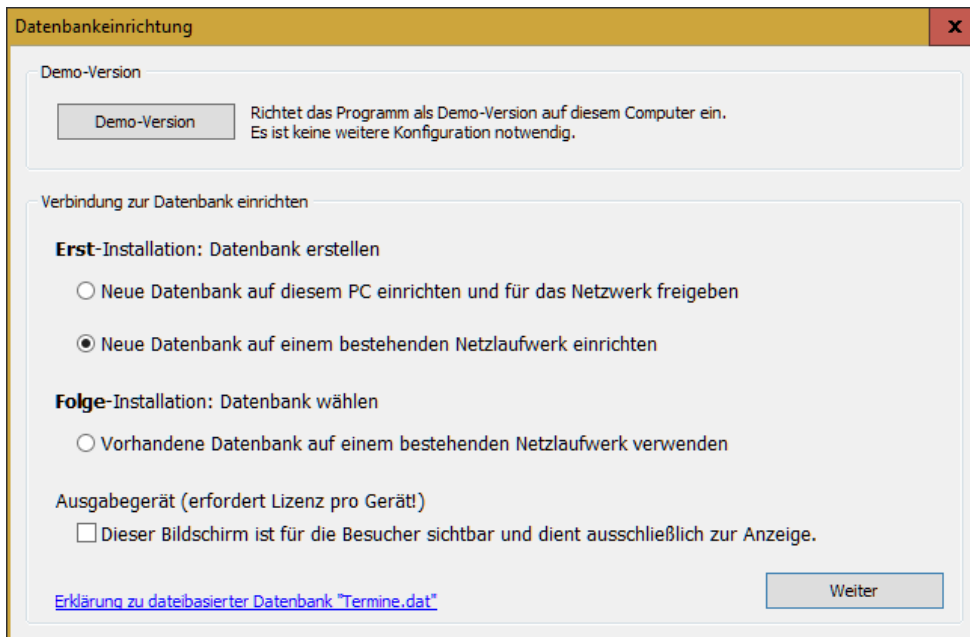 Datenbankeinrichtung
x
Demo-Version
Demo-Version
Richtet das Programm als Demo-Version auf diesem Computer ein.
Es ist keine weitere Konfiguration notwendig.
Verbindung zur Datenbank einrichten
Erst-Installation: Datenbank erstellen
Neue Datenbank auf diesem PC einrichten und für das Netzwerk freigeben
Neue Datenbank auf einem bestehenden Netzlaufwerk einrichten
Folge-Installation: Datenbank wählen
Vorhandene Datenbank auf einem bestehenden Netzlaufwerk verwenden
Ausgabegerät (erfordert Lizenz pro Gerät!)
Dieser Bildschirm ist für die Besucher sichtbar und dient ausschließlich zur Anzeige.
Erklärung zu dateibasierter Datenbank "Termine.dat"
Weiter